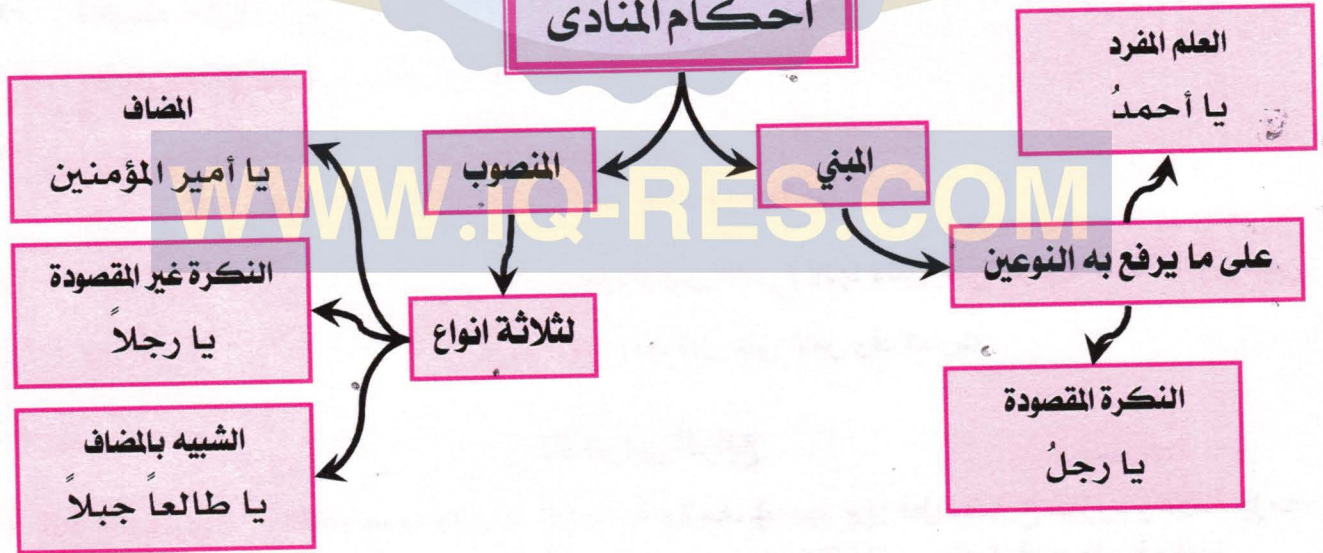 احكام المنادى
المبني
على ما يرفع به النوعين
العلم المفرد
يا أحمدُ
النكرة المقصودة
يا رجلُ
المنصوب
لثلاثة انواع
المضاف
يا أمير المؤمنين
النكرة غير المقصودة
يا رجلاً
الشبيه بالمضاف
يا طالعاً جبلاً
WWW.IQ-RES.COM